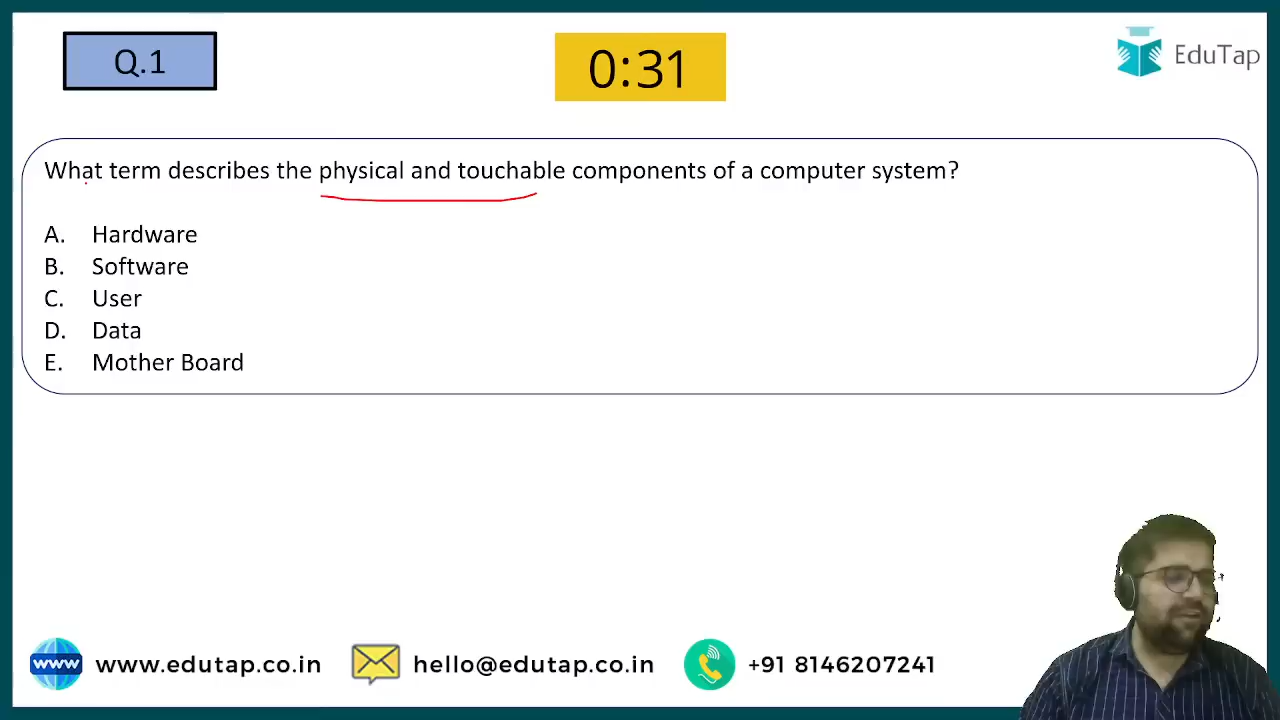 Q.1
0:31
EduTap
What term describes the physical and touchable components of a computer system?
A. Hardware
B. Software
C. User
D. Data
E. Mother Board
www
www.edutap.co.in
hello@edutap.co.in
+91 8146207241